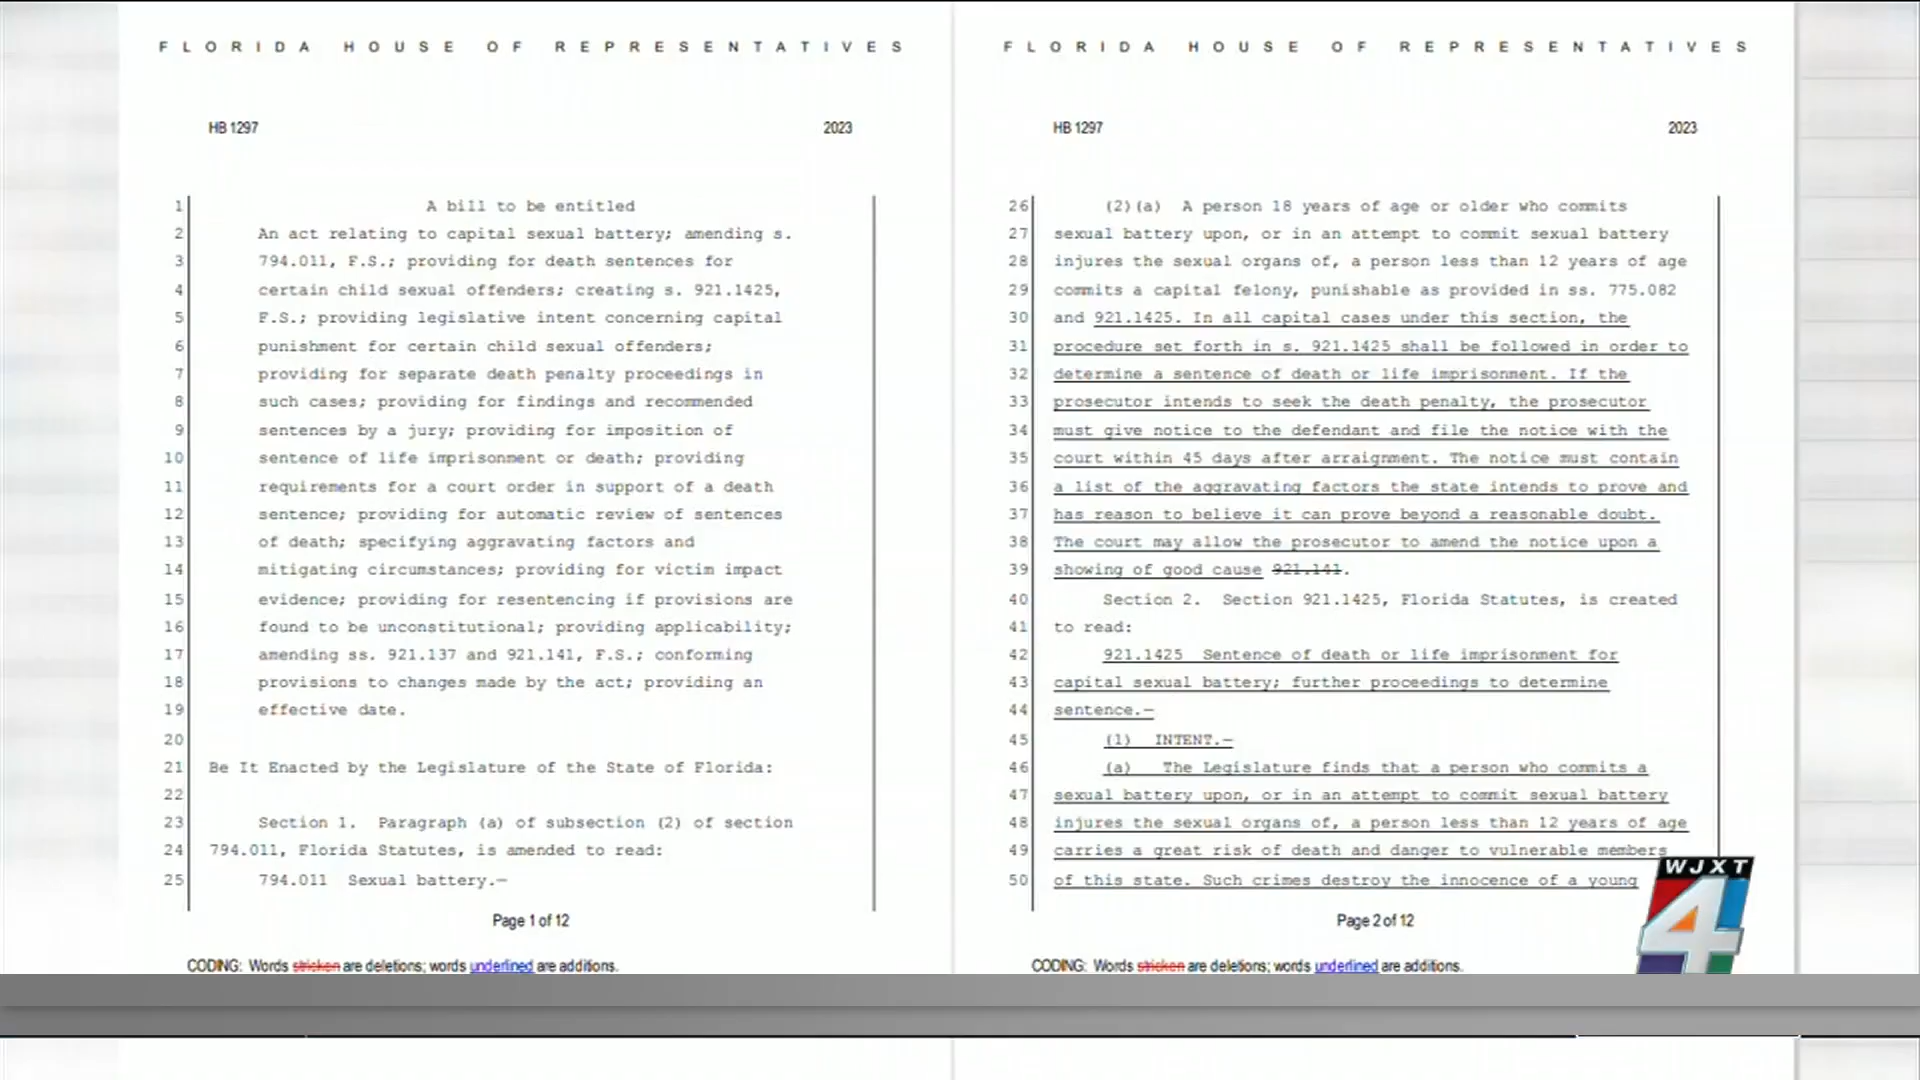 FLORIDA HOUSE OF REPRESENTATIVES
HB 1297 2023
1 A bill to be entitled
2 An act relating to capital sexual battery; amending s.
3 794.011, F.S.; providing for death sentences for
4 certain child sexual offenders; creating s. 921.1425,
5 F.S.; providing legislative intent concerning capital
6 punishment for certain child sexual offenders;
7 providing for separate death penalty proceedings in
8 such cases; providing for findings and recommended
9 sentences by a jury; providing for imposition of
10 sentence of life imprisonment or death; providing
11 requirements for a court order in support of a death
12 sentence; providing for automatic review of sentences
13 of death; specifying aggravating factors and
14 mitigating circumstances; providing for victim impact
15 evidence; providing for resentencing if provisions are
16 found to be unconstitutional; providing applicability;
17 amending ss. 921.137 and 921.141, F.S.; conforming
18 provisions to changes made by the act; providing an
19 effective date.
20
21 Be It Enacted by the Legislature of the State of Florida:
22
23 Section 1. Paragraph (a) of subsection (2) of section
24 794.011, Florida Statutes, is amended to read:
25 794.011 Sexual battery.—
Page 1 of 12
CODING: Words stricken are deletions; words underlined are additions.
FLORIDA HOUSE OF REPRESENTATIVES
HB 1297 2023
26 (2)(a) A person 18 years of age or older who commits
27 sexual battery upon, or in an attempt to commit sexual battery
28 injures the sexual organs of, a person less than 12 years of age
29 commits a capital felony, punishable as provided in ss. 775.082
30 and 921.1425. In all capital cases under this section, the
31 procedure set forth in s. 921.1425 shall be followed in order to
32 determine a sentence of death or life imprisonment. If the
33 prosecutor intends to seek the death penalty, the prosecutor
34 must give notice to the defendant and file the notice with the
35 court within 45 days after arraignment. The notice must contain
36 a list of the aggravating factors the state intends to prove and
37 has reason to believe it can prove beyond a reasonable doubt.
38 The court may allow the prosecutor to amend the notice upon a
39 showing of good cause 921.141.
40 Section 2. Section 921.1425, Florida Statutes, is created
41 to read:
42 921.1425 Sentence of death or life imprisonment for
43 capital sexual battery; further proceedings to determine
44 sentence.—
45 (1) INTENT.—
46 (a) The Legislature finds that a person who commits a
47 sexual battery upon, or in an attempt to commit sexual battery
48 injures the sexual organs of, a person less than 12 years of age
49 carries a great risk of death and danger to vulnerable members
50 of this state. Such crimes destroy the innocence of a young
Page 2 of 12
CODING: Words stricken are deletions; words underlined are additions.
WJXT
4